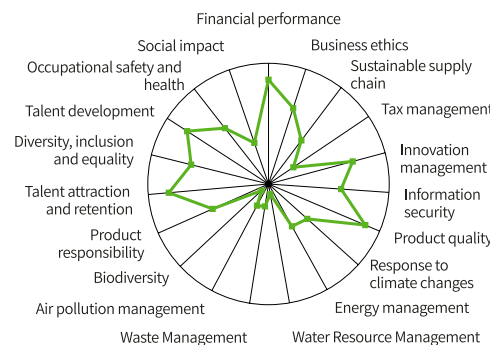 Financial performance
Business ethics
Sustainable supply
chain
Tax management
Innovation
management
Information
security
Product quality
Response to
climate changes
Energy management
Water Resource Management
Waste Management
Air pollution management
Biodiversity
Product
responsibility
Talent attraction
and retention
Diversity, inclusion
and equality
Talent development
Occupational safety and
health
Social impact